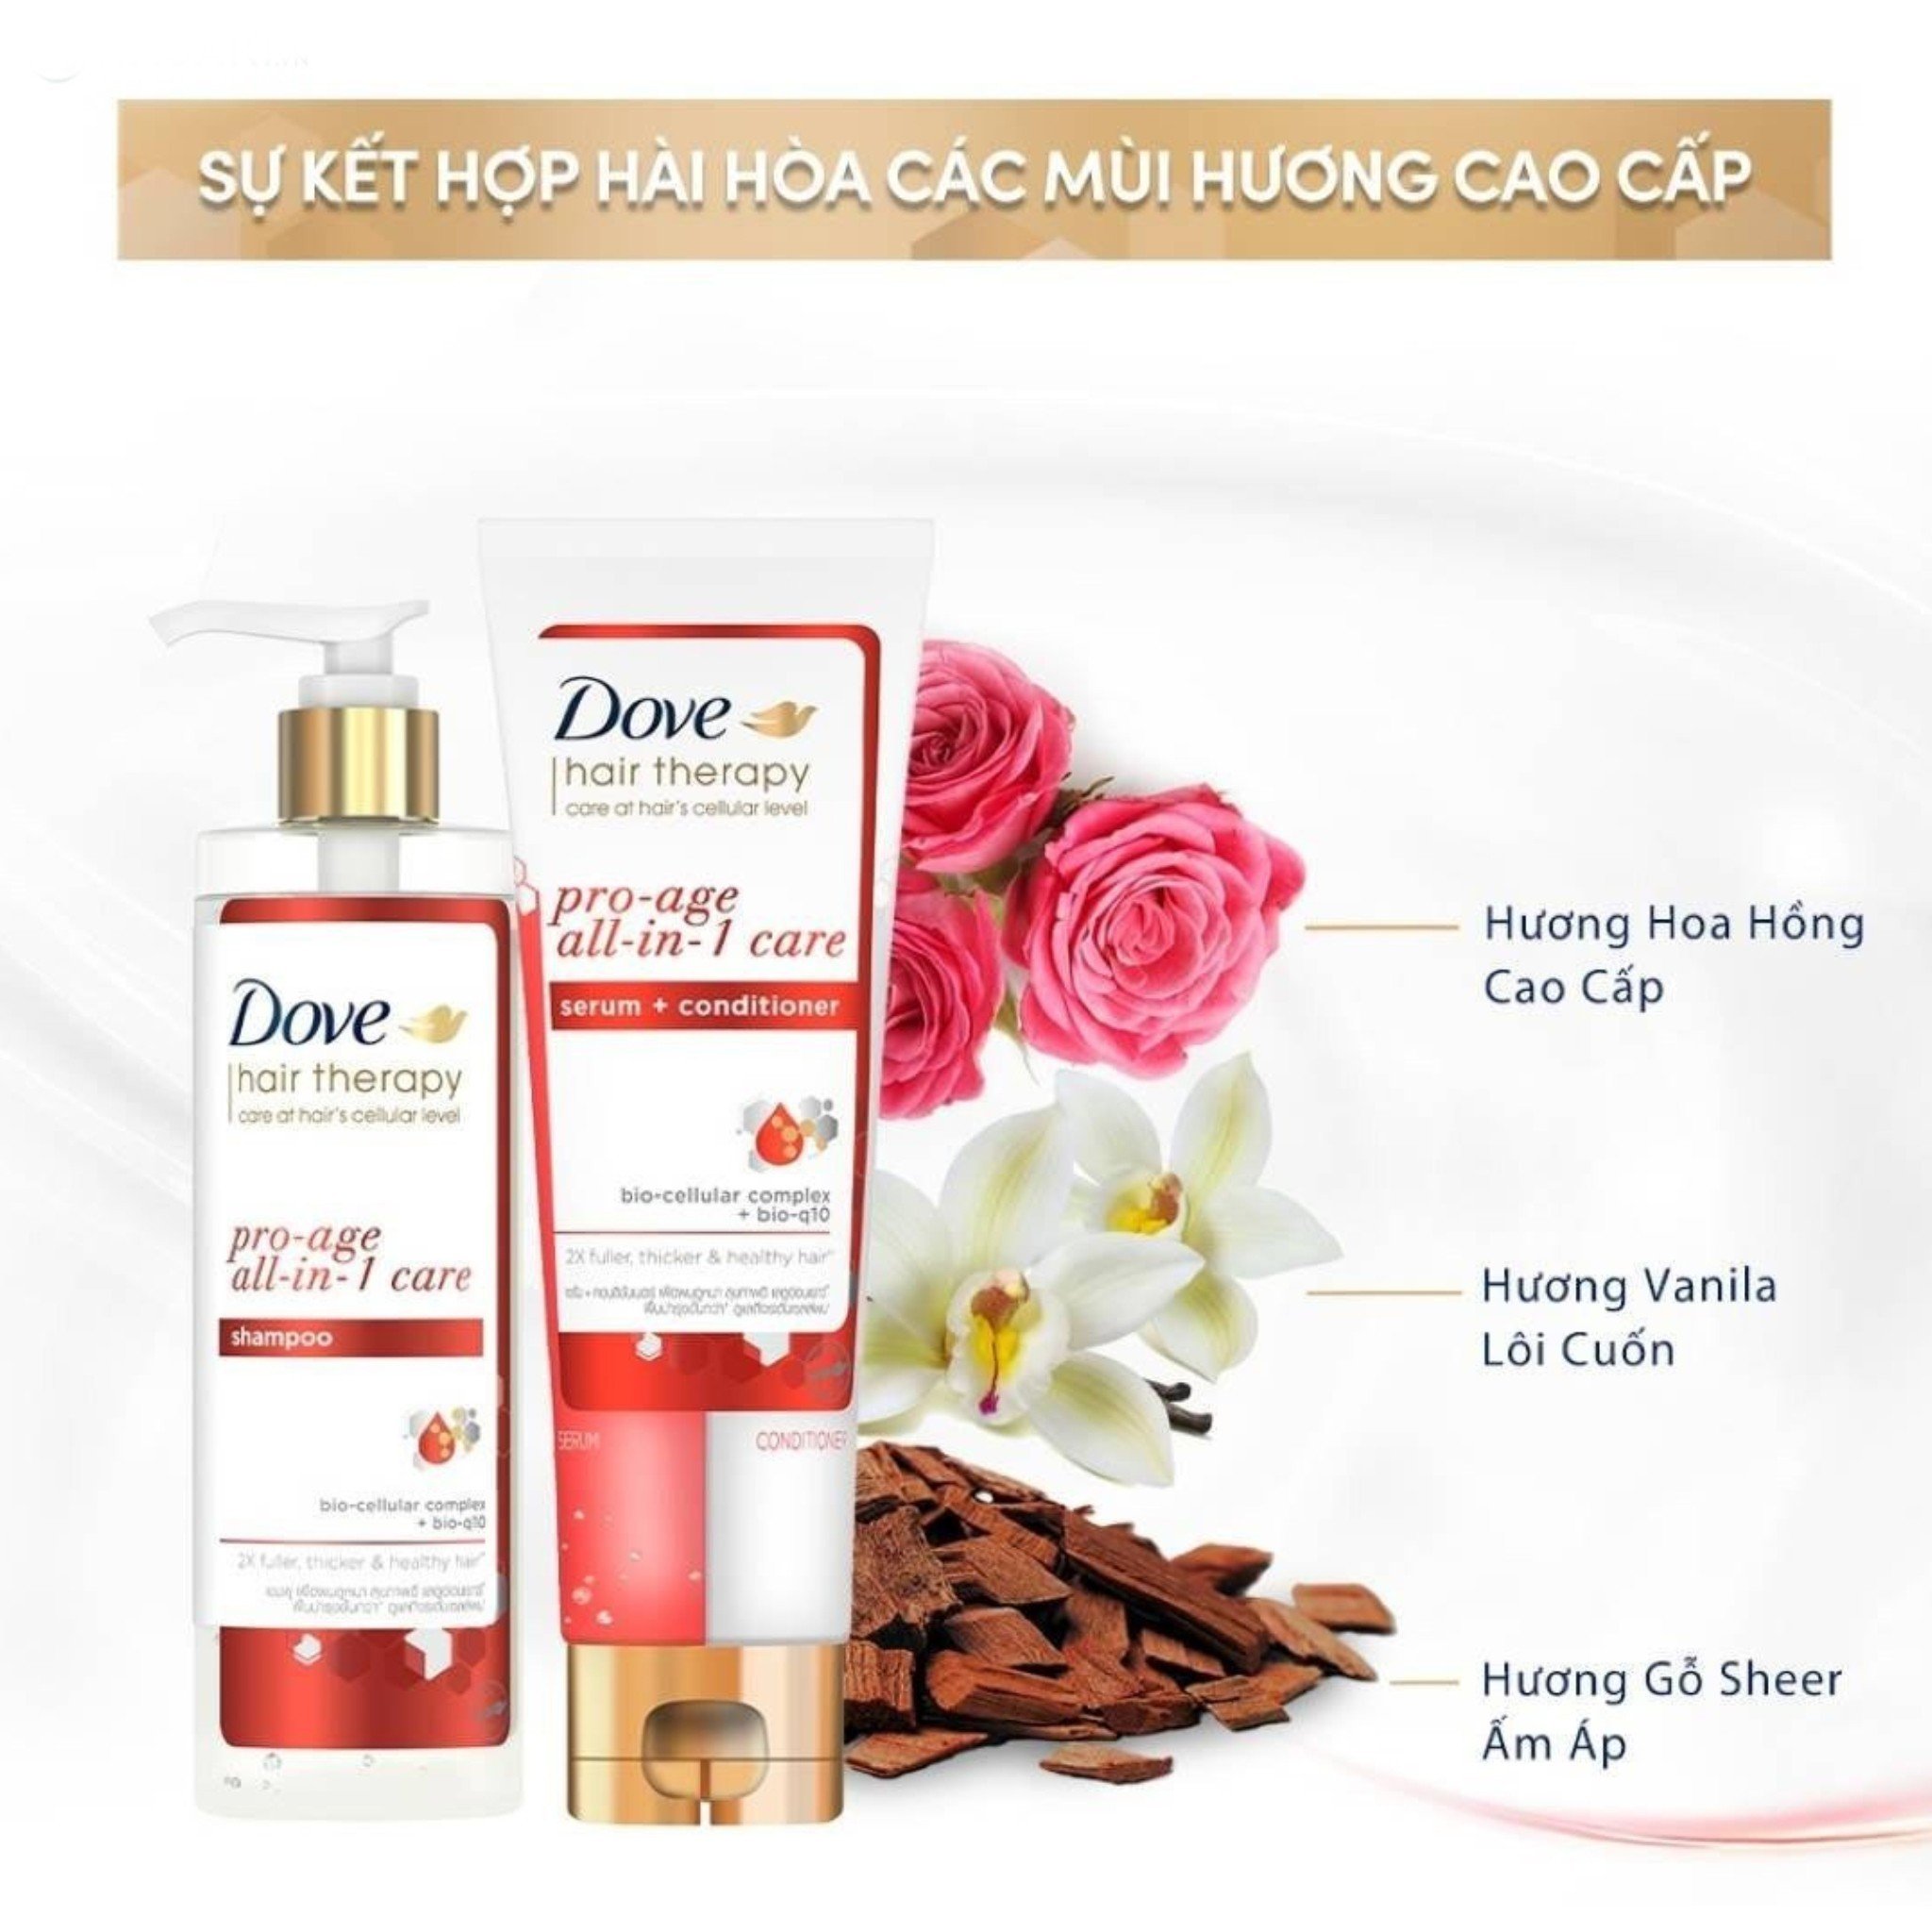 SỰ KẾT HỢP HÀI HÒA CÁC MÙI HƯƠNG CAO CẤP
Dove
hair therapy
care at hair's cellular level
pro-age
all-in-1 care
serum + conditioner
bio-cellular complex
+ bio-q10
2X fuller, thicker & healthy hair
SERUM
CONDITIONER
Dove
hair therapy
care at hair's cellular level
pro-age
all-in-1 care
shampoo
bio-cellular complex
+ bio-q10
2X fuller, thicker & healthy hair
Hương Hoa Hồng
Cao Cấp
Hương Vanila
Lôi Cuốn
Hương Gỗ Sheer
Ấm Áp